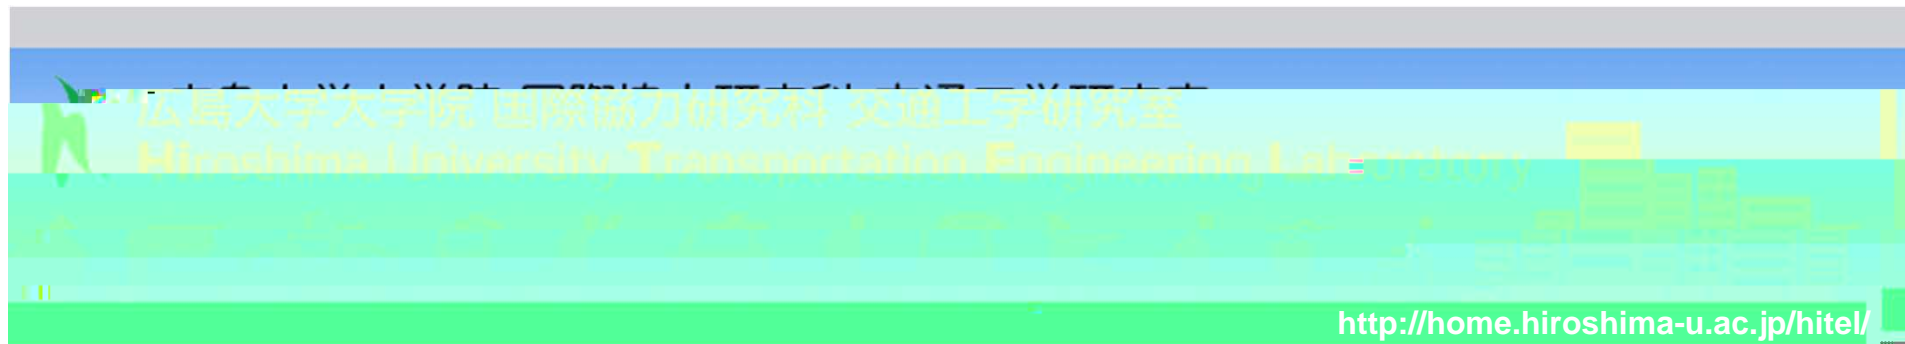 広島大学大学院 国際協力研究科 交通工学研究室
Hiroshima University Transportation Engineering Laboratory
http://home.hiroshima-u.ac.jp/hitel/